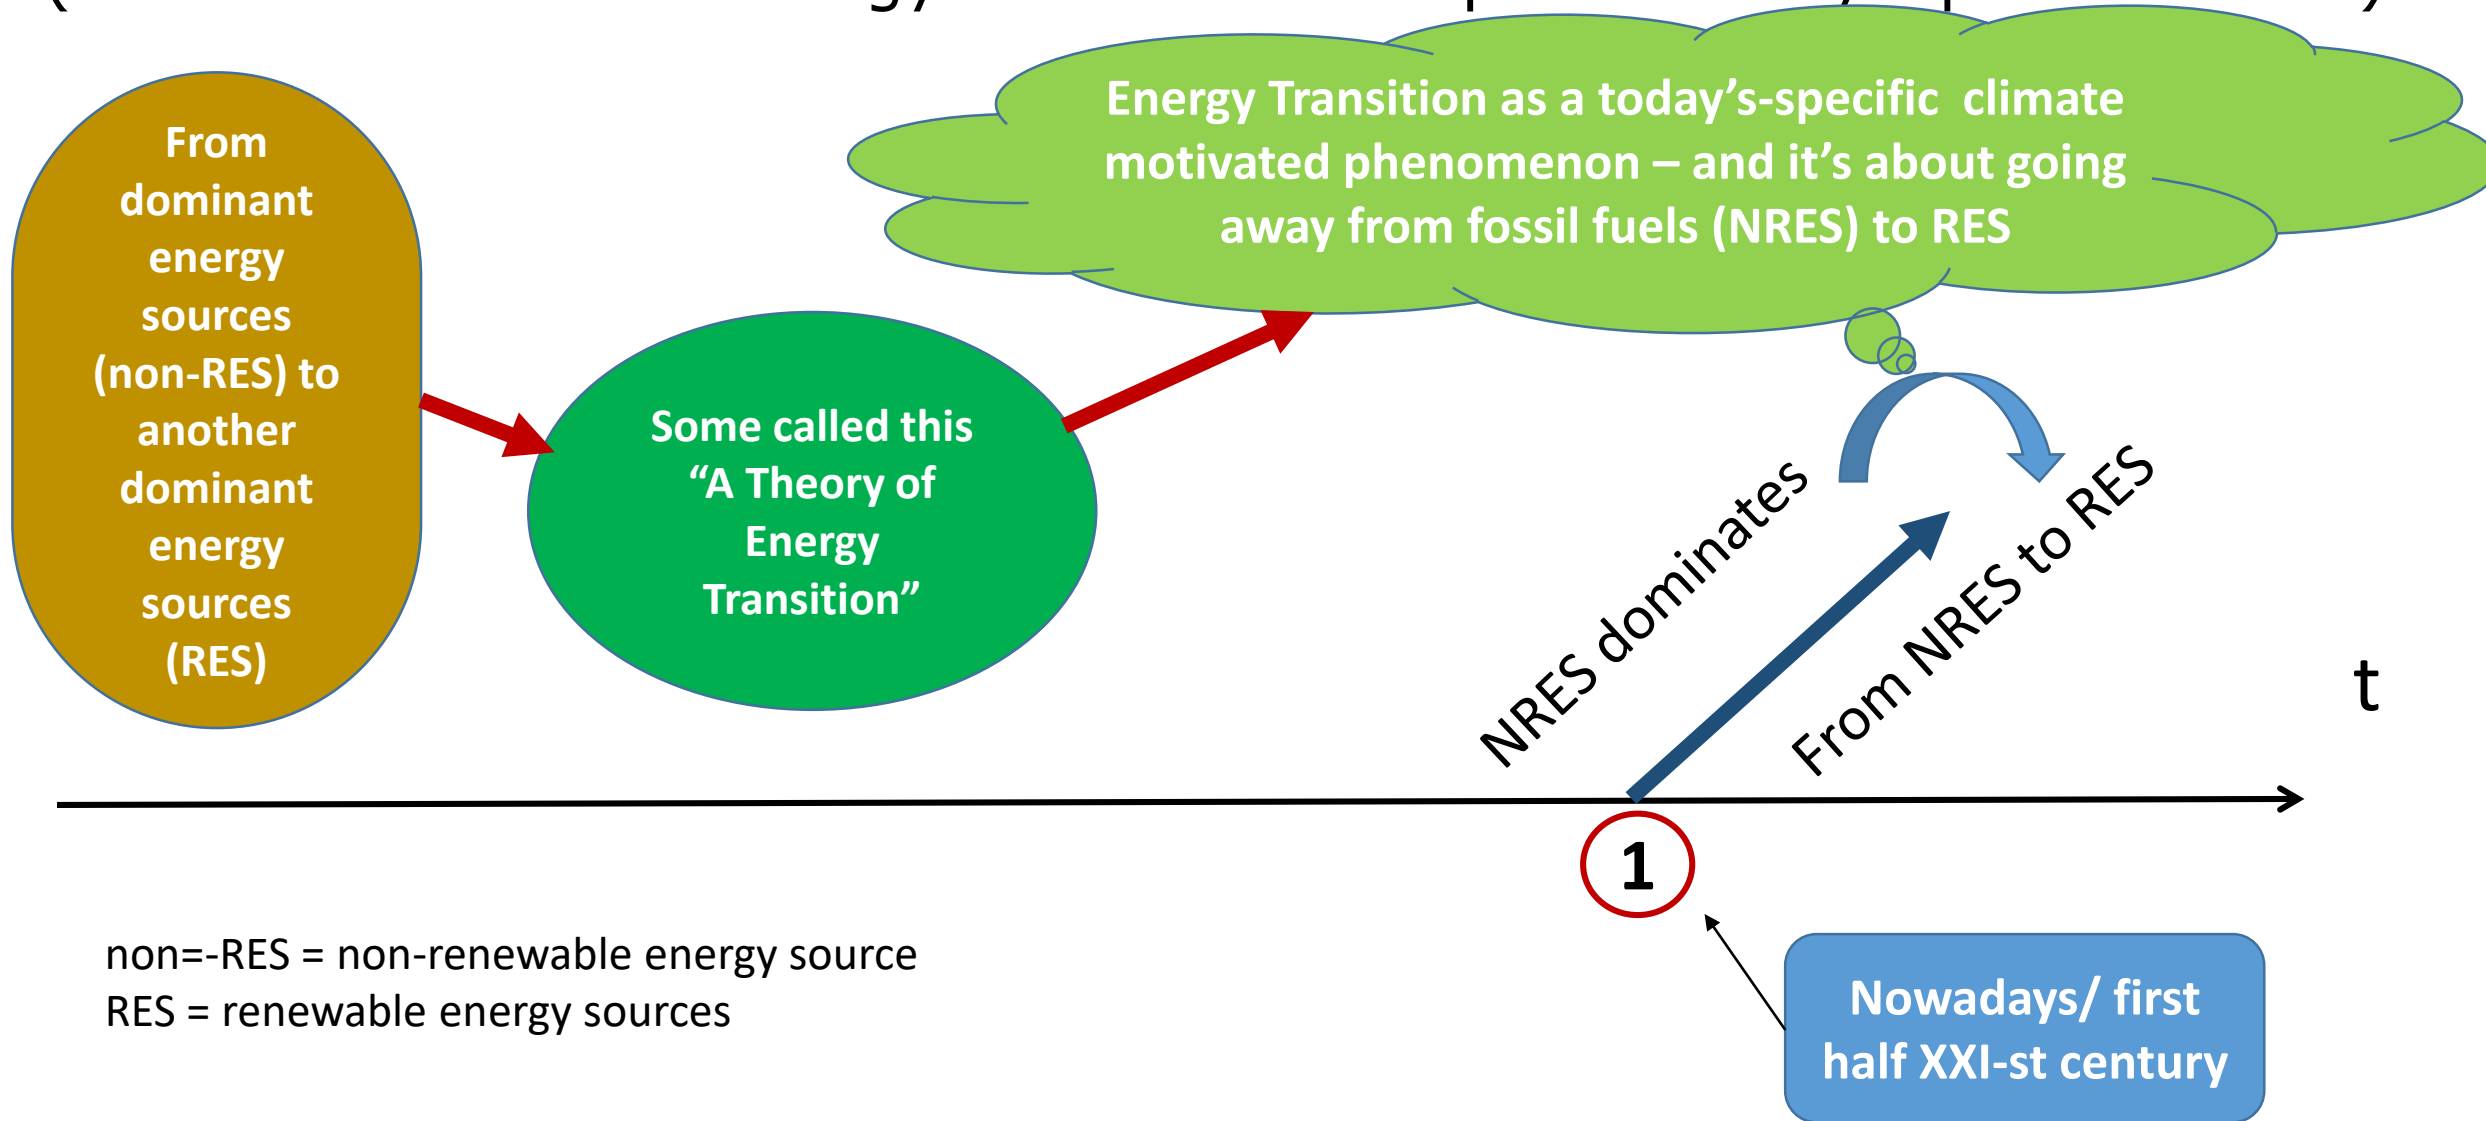 From
dominant
energy
sources
(non-RES) to
another
dominant
energy
sources
(RES)
Some called this
“A Theory of
Energy
Transition”
Energy Transition as a today’s-specific climate
motivated phenomenon – and it’s about going
away from fossil fuels (NRES) to RES
NRES dominates
From NRES to RES
t
1
Nowadays/ first
half XXI-st century
non=-RES = non-renewable energy source
RES = renewable energy sources